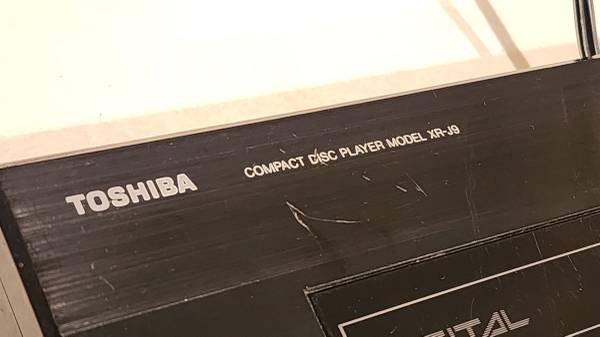 TOSHIBA
COMPACT DISC PLAYER MODEL XR-J9